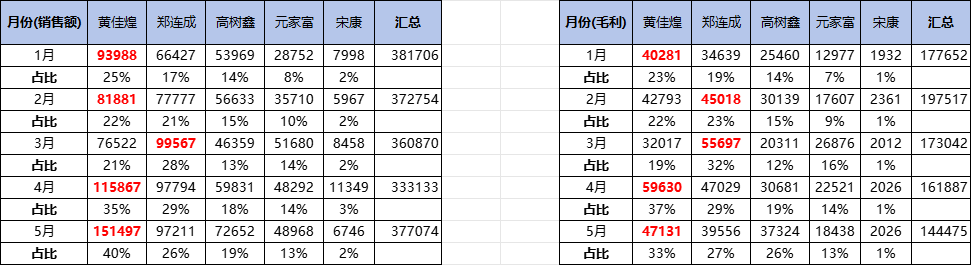 月份(销售额) 黄佳煌 郑连成 高树鑫 元家富 宋康 汇总 月份(毛利) 黄佳煌 郑连成 高树鑫 元家富 宋康 汇总
1月 93988 66427 53969 28752 7998 381706 1月 40281 34639 25460 12977 1932 177652
占比 25% 17% 14% 8% 2% 占比 23% 19% 14% 7% 1%
2月 81881 77777 56633 35710 5967 372754 2月 42793 45018 30139 17607 2361 197517
占比 22% 21% 15% 10% 2% 占比 22% 23% 15% 9% 1%
3月 76522 99567 46359 51680 8458 360870 3月 32017 55697 20311 26876 2012 173042
占比 21% 28% 13% 14% 2% 占比 19% 32% 12% 16% 1%
4月 115867 97794 59831 48292 11349 333133 4月 59630 47029 30681 22521 2026 161887
占比 35% 29% 18% 14% 3% 占比 37% 29% 19% 14% 1%
5月 151497 97211 72652 48968 6746 377074 5月 47131 39556 37324 18438 2026 144475
占比 40% 26% 19% 13% 2% 占比 33% 27% 26% 13% 1%